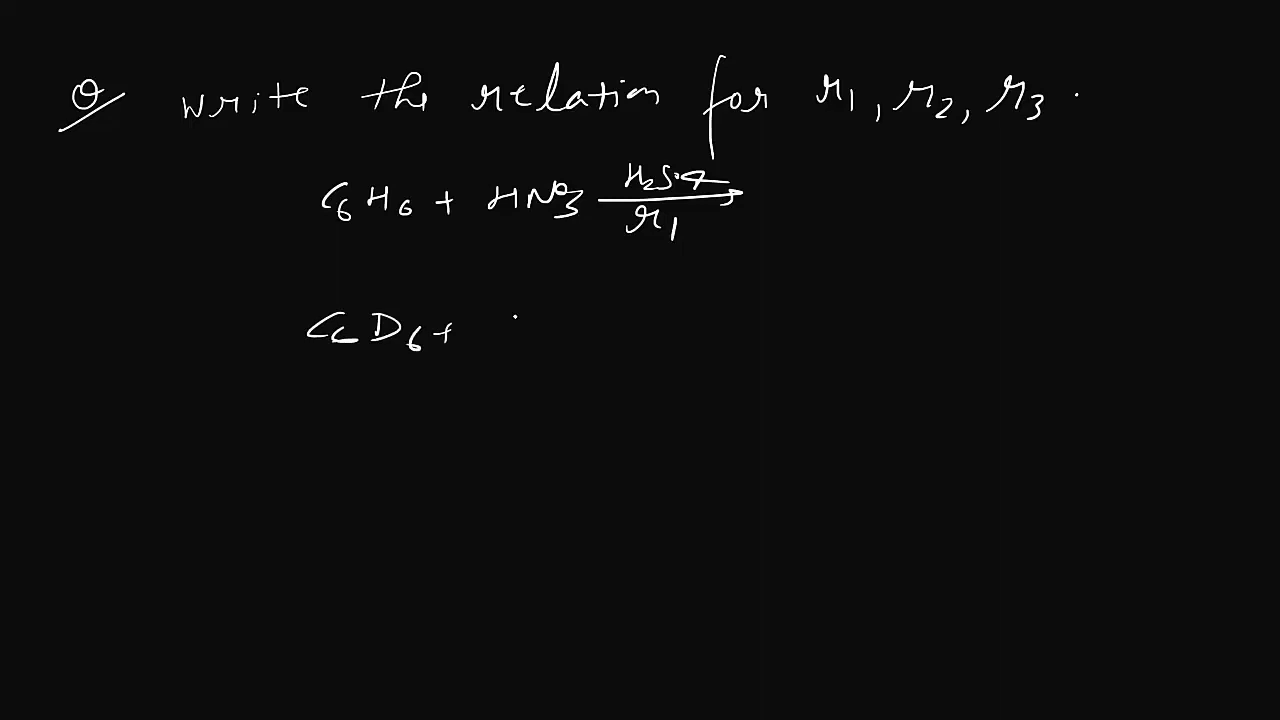 Q write the relation for r1, r2, r3.
C6H6 + HNO3 H2SO4 r1
C6D6 +